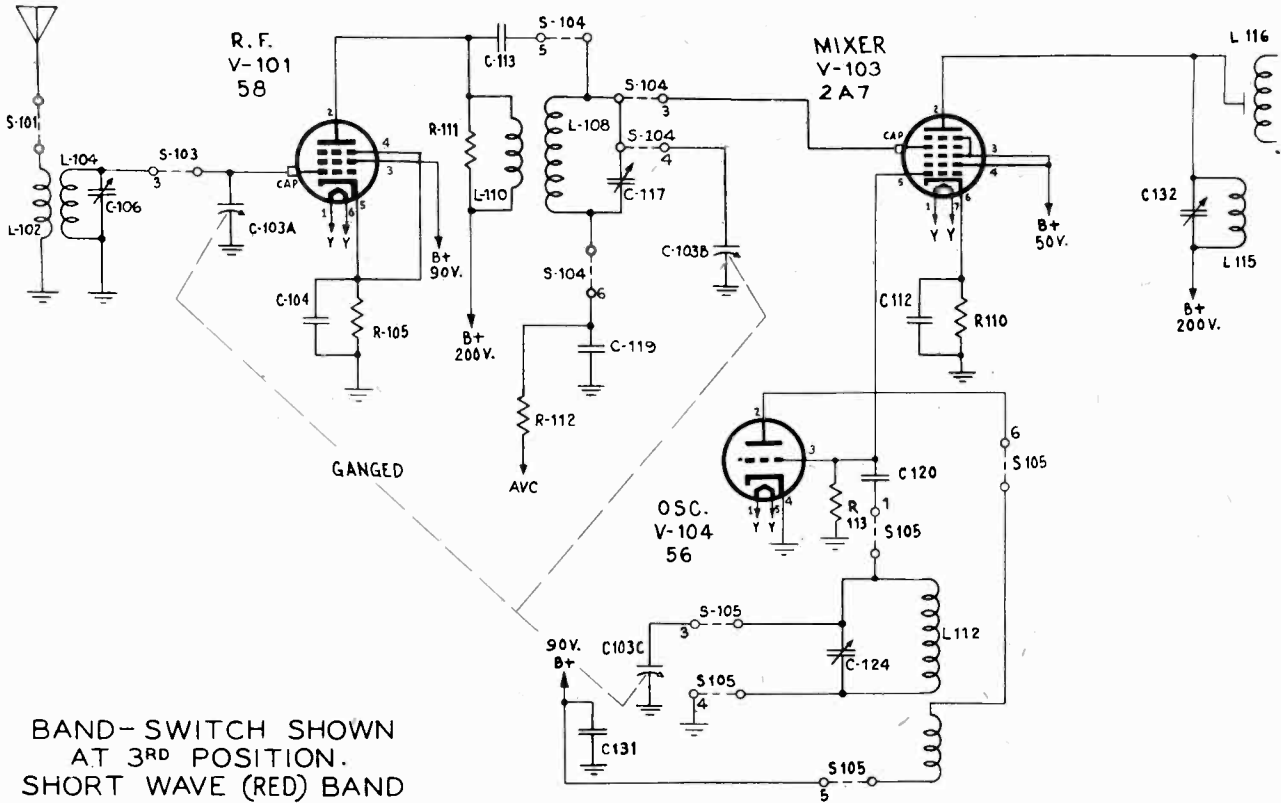 R.F.
V-101
58
S-101
L-102
L-104
C-106
S-103
3
C-103A
CAP
2
4
3
5
1
6
Y Y
B+
90V.
C-104
R-105
R-111
L-110
B+
200V.
C-113
S-104
5
L-108
S-104
3
S-104
4
C-117
S-104
6
C-119
R-112
AVC
C-103B
GANGED
MIXER
V-103
2A7
CAP
2
3
4
5
1
7
6
Y Y
B+
50V.
C112
R110
L 116
C132
L115
B+
200V.
OSC.
V-104
56
2
3
1
5
4
Y Y
R
113
C120
1
S105
6
S105
S-105
3
C103C
C-124
L112
S105
4
90V.
B+
C131
S105
5
BAND-SWITCH SHOWN
AT 3RD POSITION.
SHORT WAVE (RED) BAND